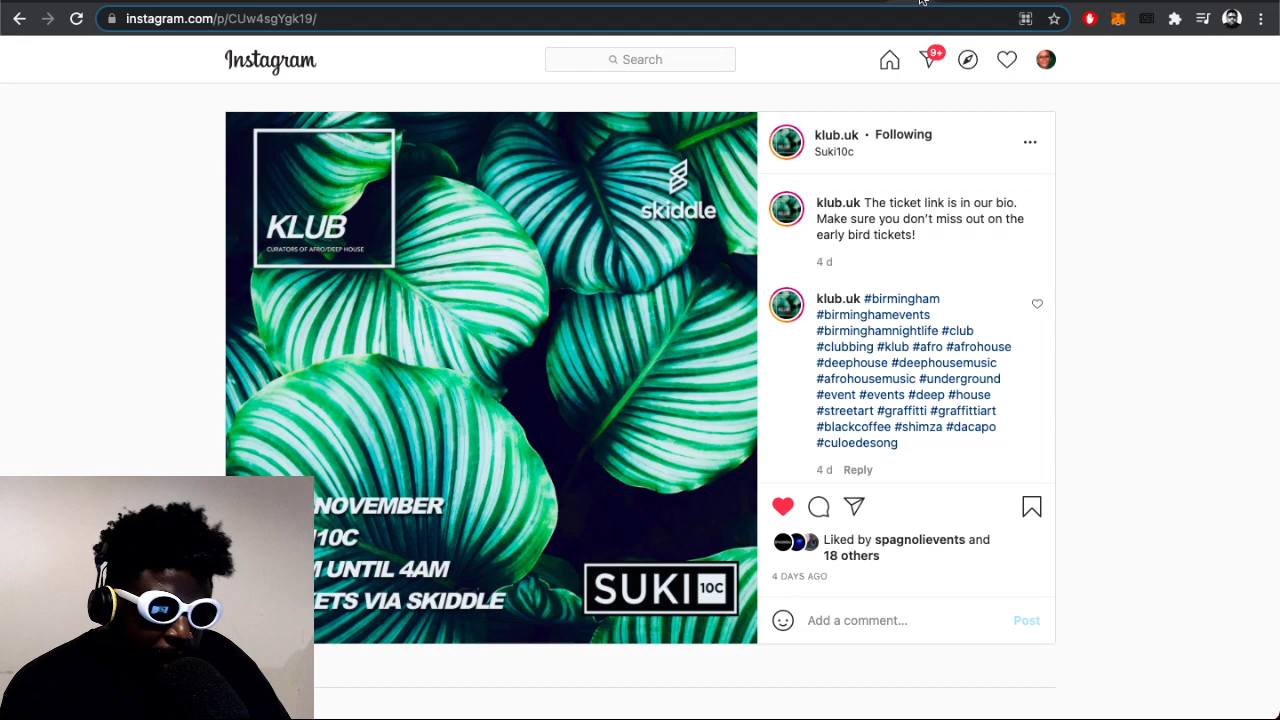 instagram.com/p/CUw4sgYgk19/
Instagram
Search
9+
KLUB
CURATORS OF AFRO/DEEP HOUSE
skiddle
NOVEMBER
10C
UNTIL 4AM
VIA SKIDDLE
SUKI 10C
klub.uk • Following
Suki10c
klub.uk The ticket link is in our bio.
Make sure you don’t miss out on the
early bird tickets!
4 d
klub.uk #birmingham
#birminghamevents
#birminghamnightlife #club
#clubbing #klub #afro #afrohouse
#deephouse #deephousemusic
#afrohousemusic #underground
#event #events #deep #house
#streetart #graffiti #graffittiart
#blackcoffee #shimza #dacapo
#culoedesong
4 d Reply
Liked by spagnolievents and
18 others
4 DAYS AGO
Add a comment...
Post